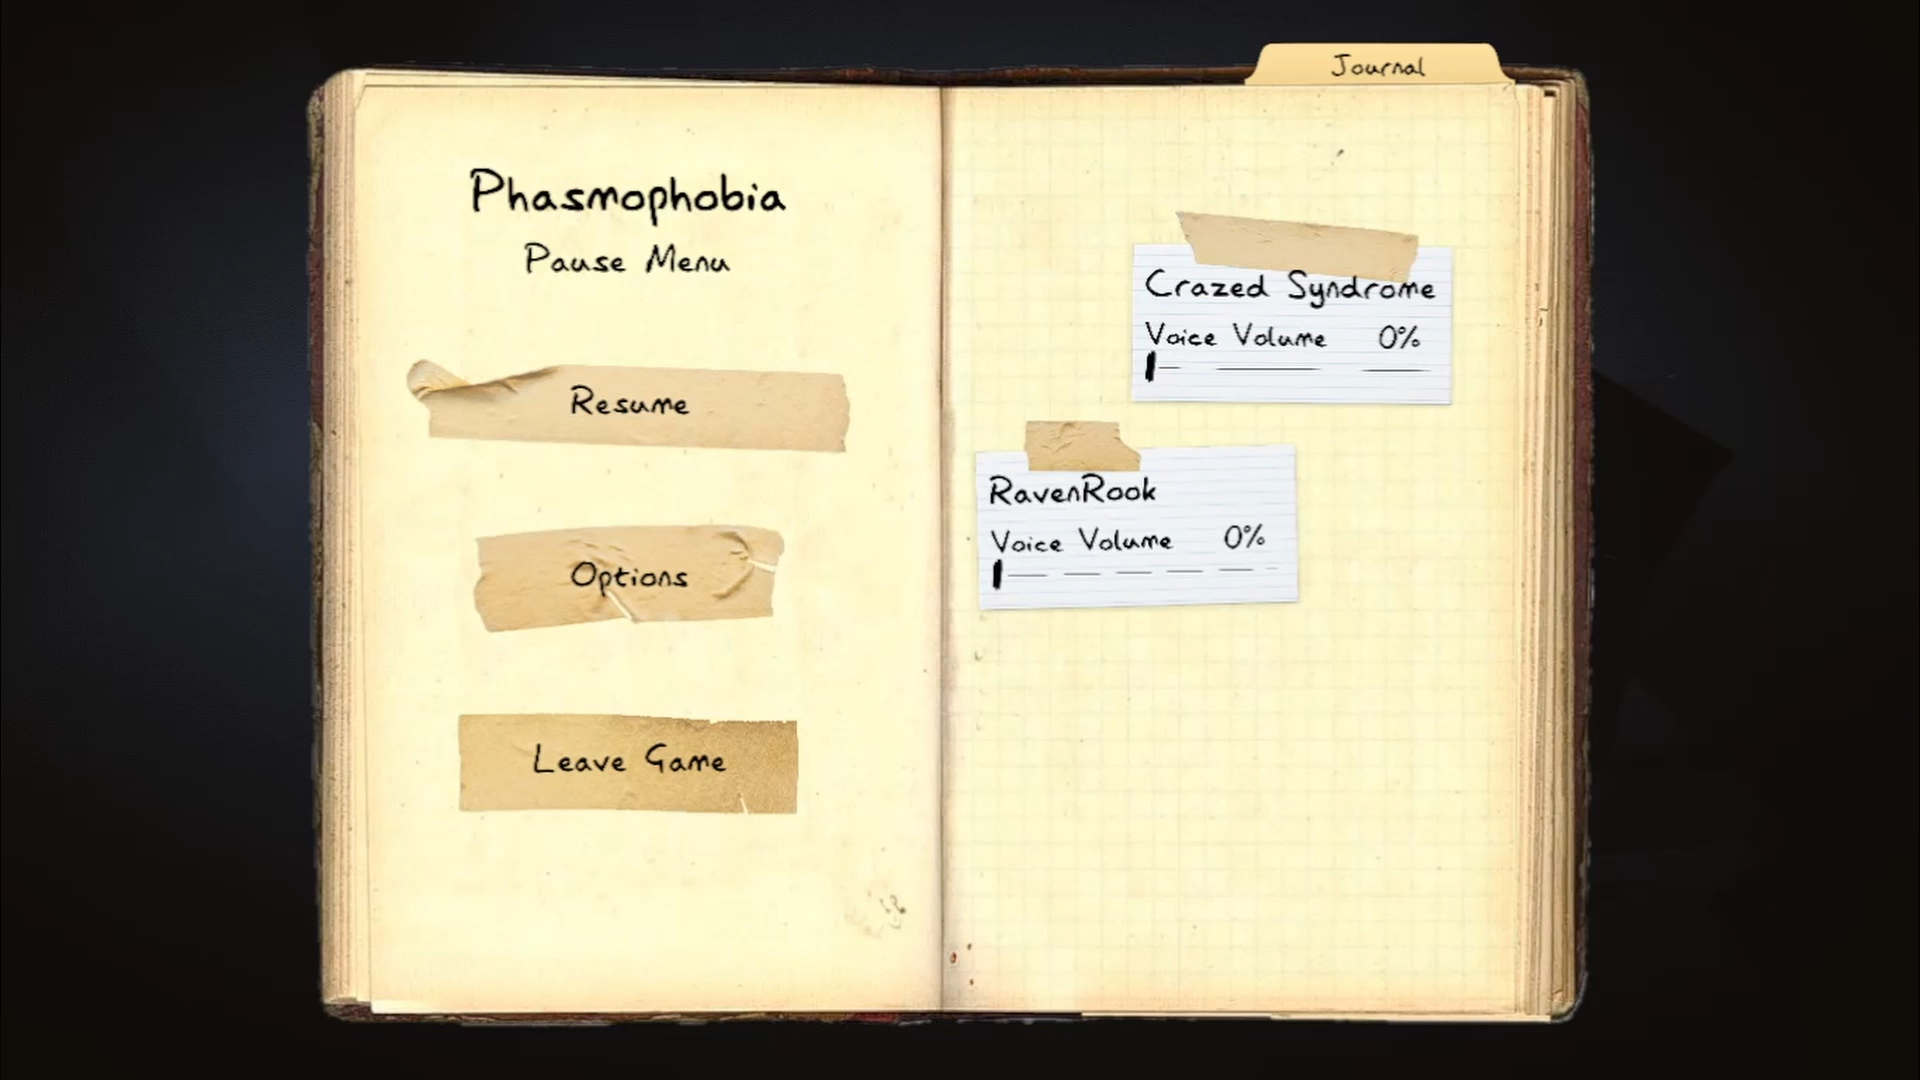 Journal
Phasmophobia
Pause Menu
Resume
Options
Leave Game
Crazed Syndrome
Voice Volume 0%
RavenRook
Voice Volume 0%